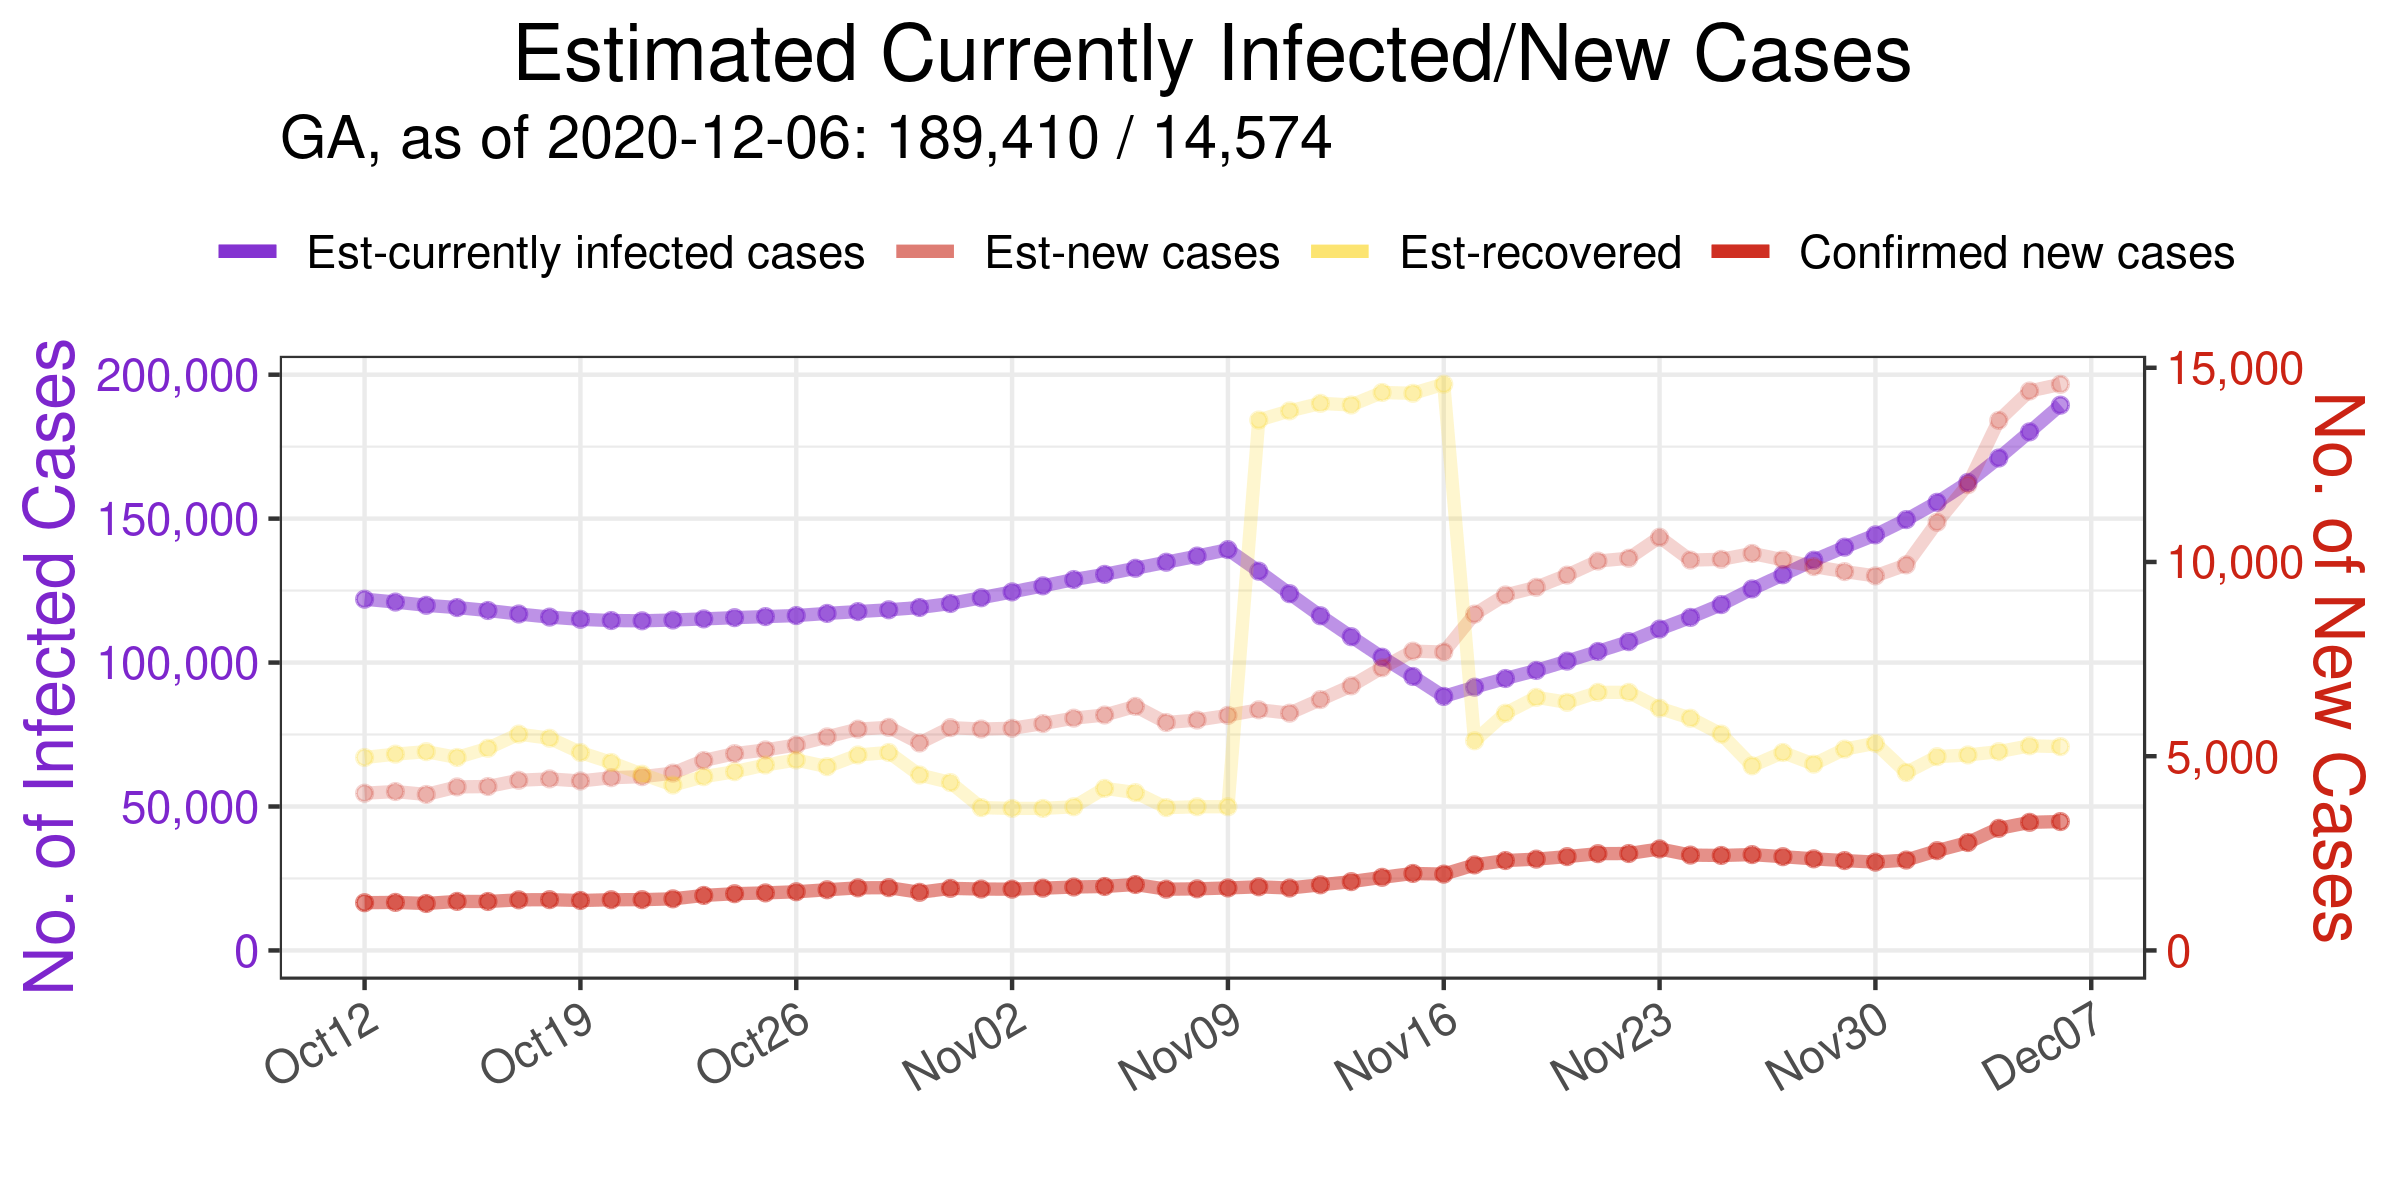 Estimated Currently Infected/New Cases
GA, as of 2020-12-06: 189,410 / 14,574
Est-currently infected cases Est-new cases Est-recovered Confirmed new cases
No. of Infected Cases
200,000
150,000
100,000
50,000
0
15,000
10,000
5,000
0
No. of New Cases
Oct12 Oct19 Oct26 Nov02 Nov09 Nov16 Nov23 Nov30 Dec07